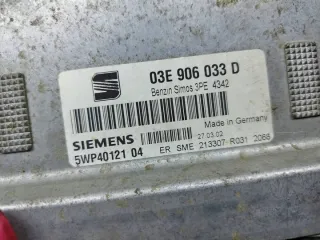 03E 906 033 D
Benzin Simos 3PE 4342
Made in Germany
SIEMENS
27.03.02
5WP40121 04
ER SME 213307-R031 2066